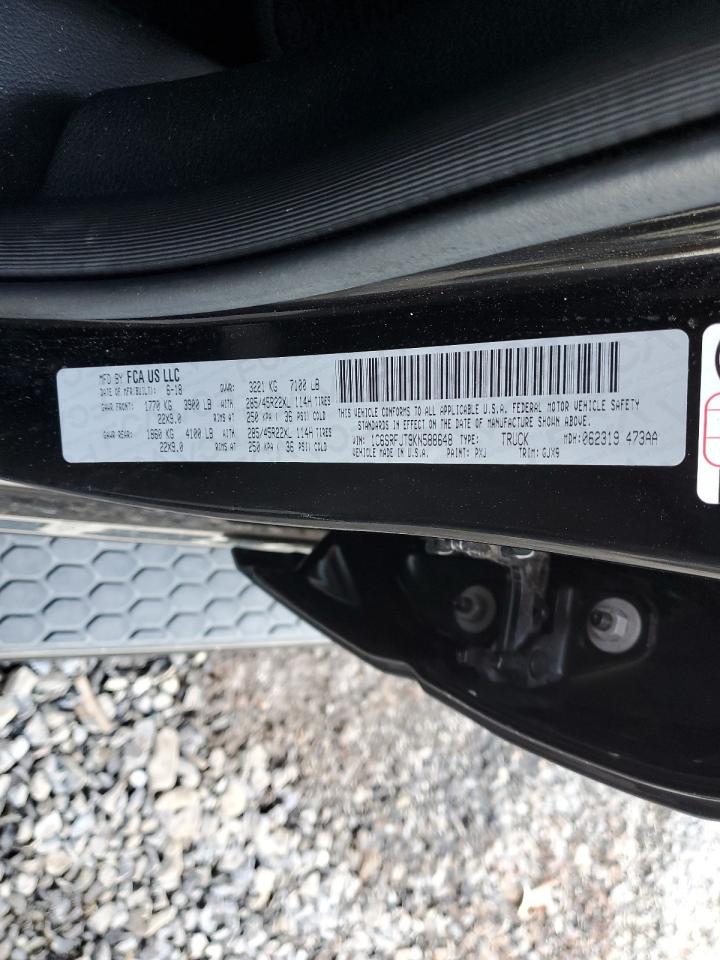 MFD BY FCA US LLC
DATE OF MFR(BUILT): 6-18 GVWR: 3221 KG 7100 LB
GAWR FRONT: 1770 KG 3900 LB WITH 285/45R22XL 114H TIRES
22X9.0 RIMS AT 250 KPA ( 36 PSI) COLD
GAWR REAR: 1860 KG 4100 LB WITH 285/45R22XL 114H TIRES
22X9.0 RIMS AT 250 KPA ( 36 PSI) COLD
THIS VEHICLE CONFORMS TO ALL APPLICABLE U.S.A. FEDERAL MOTOR VEHICLE SAFETY
STANDARDS IN EFFECT ON THE DATE OF MANUFACTURE SHOWN ABOVE.
VIN: 1C6SRFJT9KN588648 TYPE: TRUCK MDH: 062319 473AA
VEHICLE MADE IN U.S.A. PAINT: PXJ TRIM: GJX9